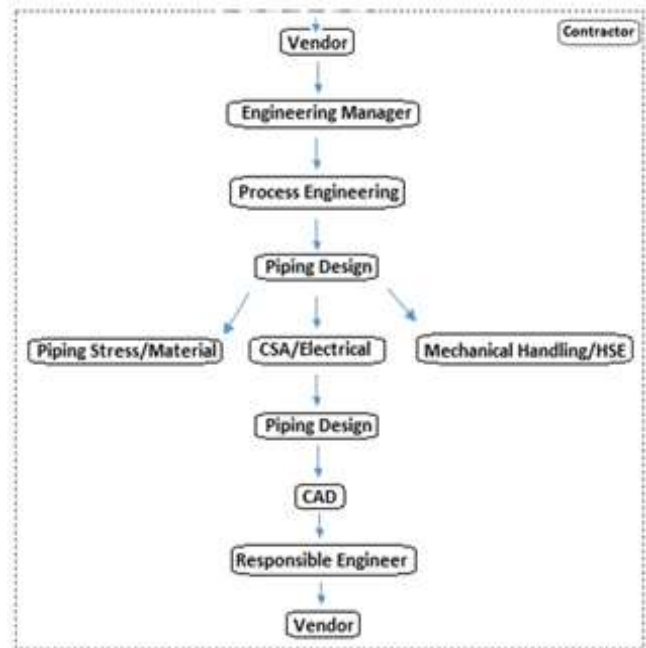 Vendor
Contractor
Engineering Manager
Process Engineering
Piping Design
Piping Stress/Material
CSA/Electrical
Mechanical Handling/HSE
Piping Design
CAD
Responsible Engineer
Vendor